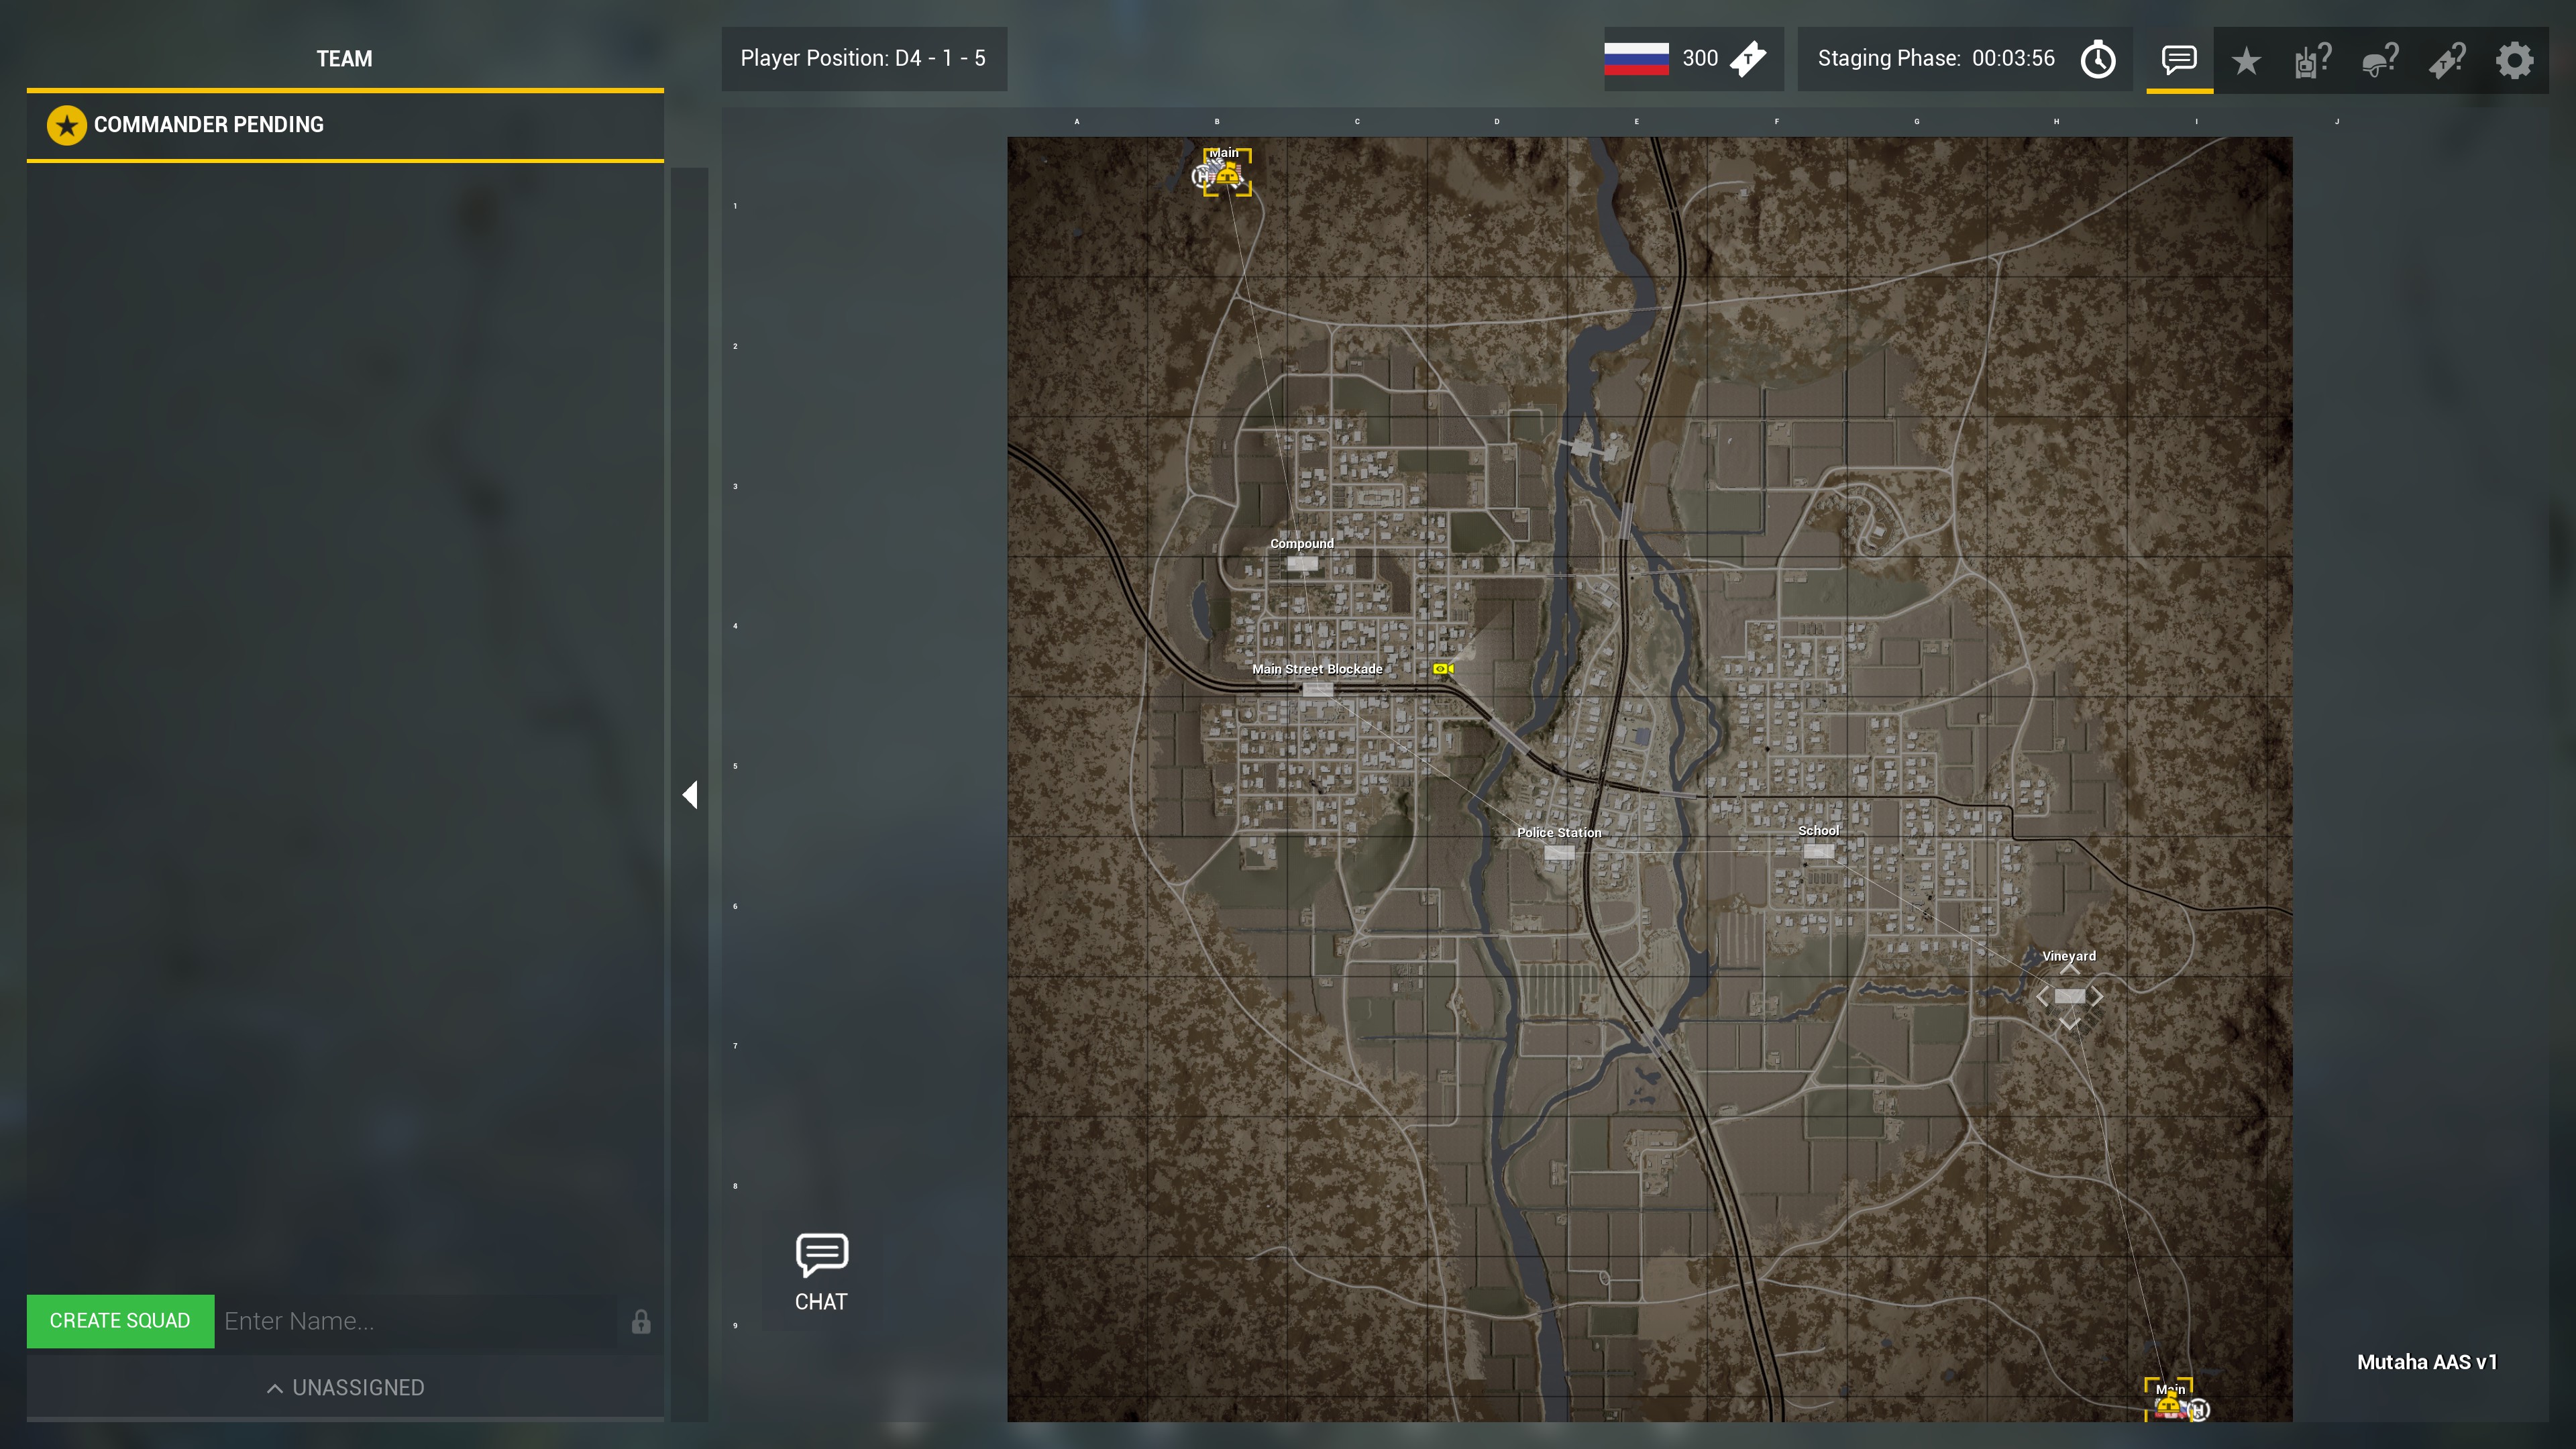 TEAM
Player Position: D4 - 1 - 5
300
Staging Phase: 00:03:56
COMMANDER PENDING
A B C D E F G H I J
Main
1
2
3
Compound
4
Main Street Blockade
5
Police Station
School
6
Vineyard
7
8
CHAT
9
CREATE SQUAD
Enter Name...
Mutaha AAS v1
UNASSIGNED
Main